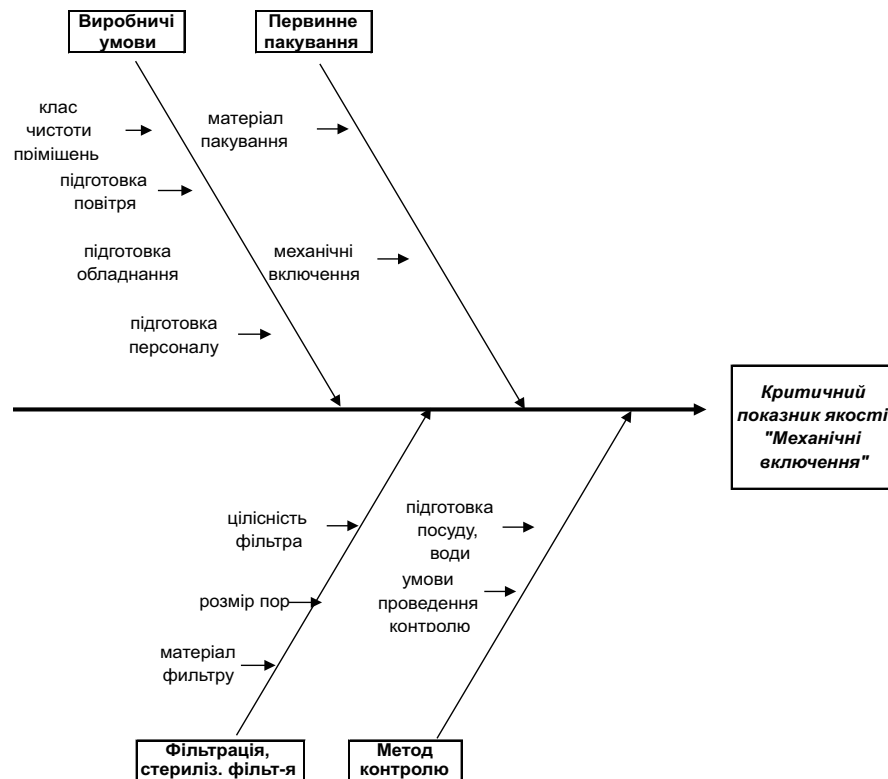 Виробничі
умови
Первинне
пакування
клас
чистоти
пріміщень
матеріал
пакування
підготовка
повітря
підготовка
обладнання
механічні
включення
підготовка
персоналу
Критичний
показник якості
"Механічні
включення"
цілісність
фільтра
підготовка
посуду,
води
розмір пор
умови
проведення
контролю
матеріал
фильтру
Фільтрація,
стериліз. фільт-я
Метод
контролю